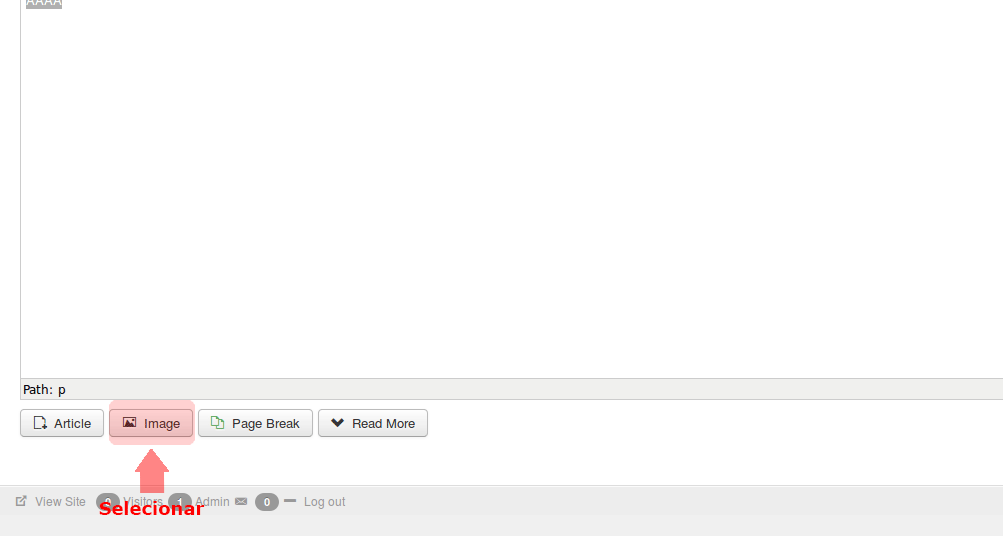 AAAA
Path: p
Article Image Page Break Read More
View Site 0 Visitors 1 Admin 0 Log out
Selecionar